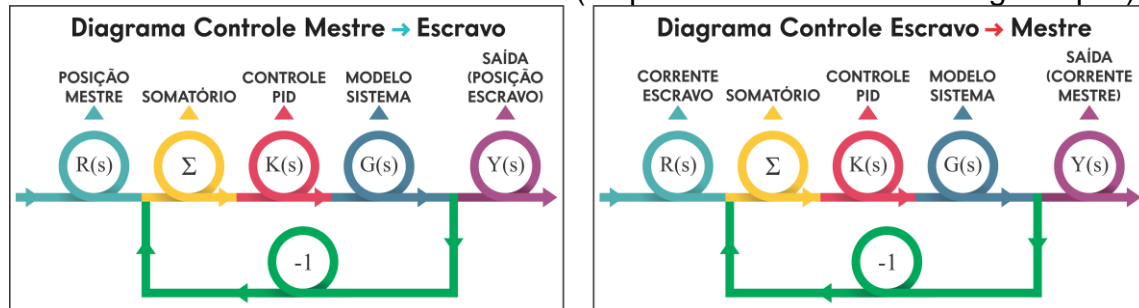 Diagrama Controle Mestre → Escravo
POSIÇÃO
MESTRE
SOMATÓRIO
CONTROLE
PID
MODELO
SISTEMA
SAÍDA
(POSIÇÃO
ESCRAVO)
R(s)
Σ
K(s)
G(s)
Y(s)
-1
Diagrama Controle Escravo → Mestre
CORRENTE
ESCRAVO
SOMATÓRIO
CONTROLE
PID
MODELO
SISTEMA
SAÍDA
(CORRENTE
MESTRE)
R(s)
Σ
K(s)
G(s)
Y(s)
-1